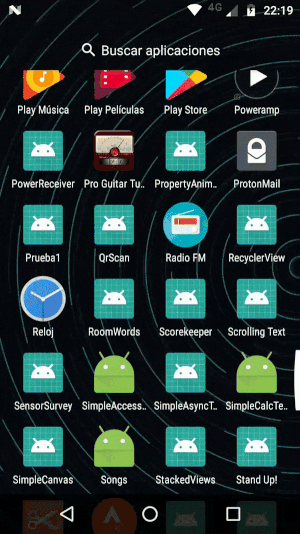 4G 22:19
Buscar aplicaciones
Play Música Play Películas Play Store Poweramp
PowerReceiver Pro Guitar Tu.. PropertyAnim.. ProtonMail
Prueba1 QrScan Radio FM RecyclerView
Reloj RoomWords Scorekeeper Scrolling Text
SensorSurvey SimpleAccess.. SimpleAsyncT.. SimpleCalcTe..
SimpleCanvas Songs StackedViews Stand Up!